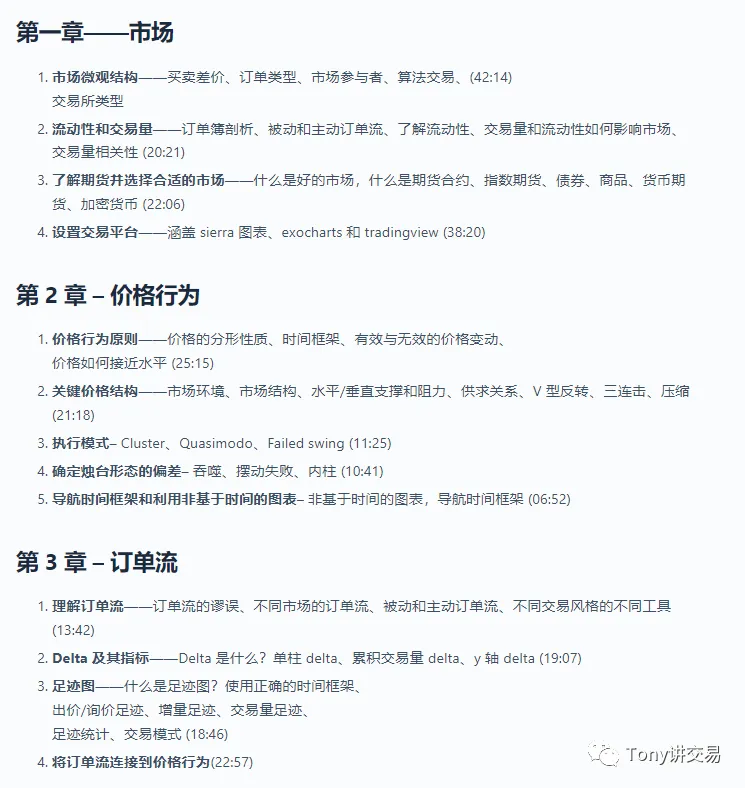 第一章——市场
1. 市场微观结构——买卖差价、订单类型、市场参与者、算法交易、(42:14)
交易所类型
2. 流动性和交易量——订单簿剖析、被动和主动订单流、了解流动性、交易量和流动性如何影响市场、
交易量相关性 (20:21)
3. 了解期货并选择合适的市场——什么是好的市场，什么是期货合约、指数期货、债券、商品、货币期
货、加密货币 (22:06)
4. 设置交易平台——涵盖 sierra 图表、exocharts 和 tradingview (38:20)
第 2 章 – 价格行为
1. 价格行为原则——价格的分形性质、时间框架、有效与无效的价格变动、
价格如何接近水平 (25:15)
2. 关键价格结构——市场环境、市场结构、水平/垂直支撑和阻力、供求关系、V 型反转、三连击、压缩
(21:18)
3. 执行模式– Cluster、Quasimodo、Failed swing (11:25)
4. 确定烛台形态的偏差– 吞噬、摆动失败、内柱 (10:41)
5. 导航时间框架和利用非基于时间的图表– 非基于时间的图表，导航时间框架 (06:52)
第 3 章 – 订单流
1. 理解订单流——订单流的谬误、不同市场的订单流、被动和主动订单流、不同交易风格的不同工具
(13:42)
2. Delta 及其指标——Delta 是什么？单柱 delta、累积交易量 delta、y 轴 delta (19:07)
3. 足迹图——什么是足迹图？使用正确的时间框架、
出价/询价足迹、增量足迹、交易量足迹、
足迹统计、交易模式 (18:46)
4. 将订单流连接到价格行为(22:57)
Tony讲交易